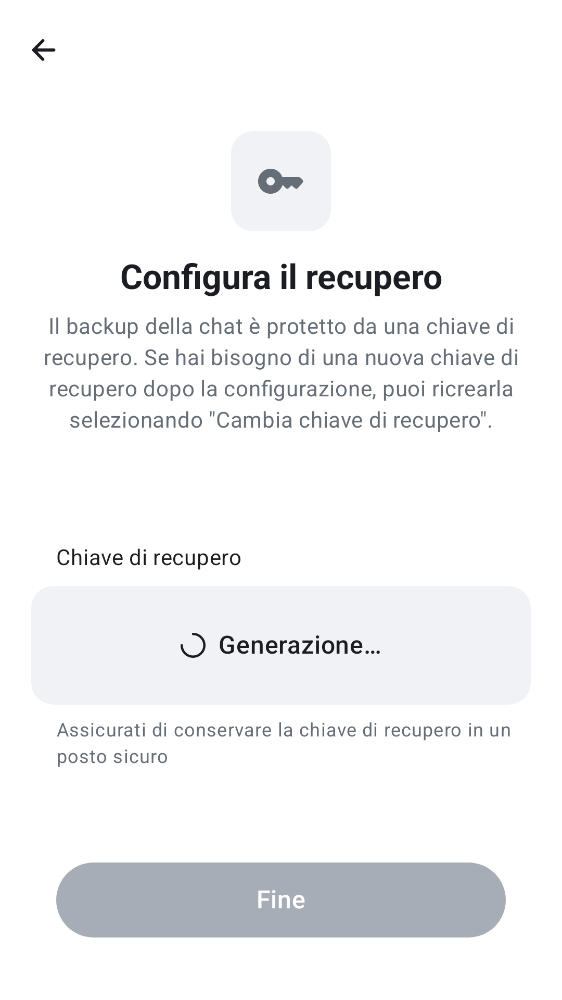 Configura il recupero
Il backup della chat è protetto da una chiave di
recupero. Se hai bisogno di una nuova chiave di
recupero dopo la configurazione, puoi ricrearla
selezionando "Cambia chiave di recupero".
Chiave di recupero
Generazione…
Assicurati di conservare la chiave di recupero in un
posto sicuro
Fine